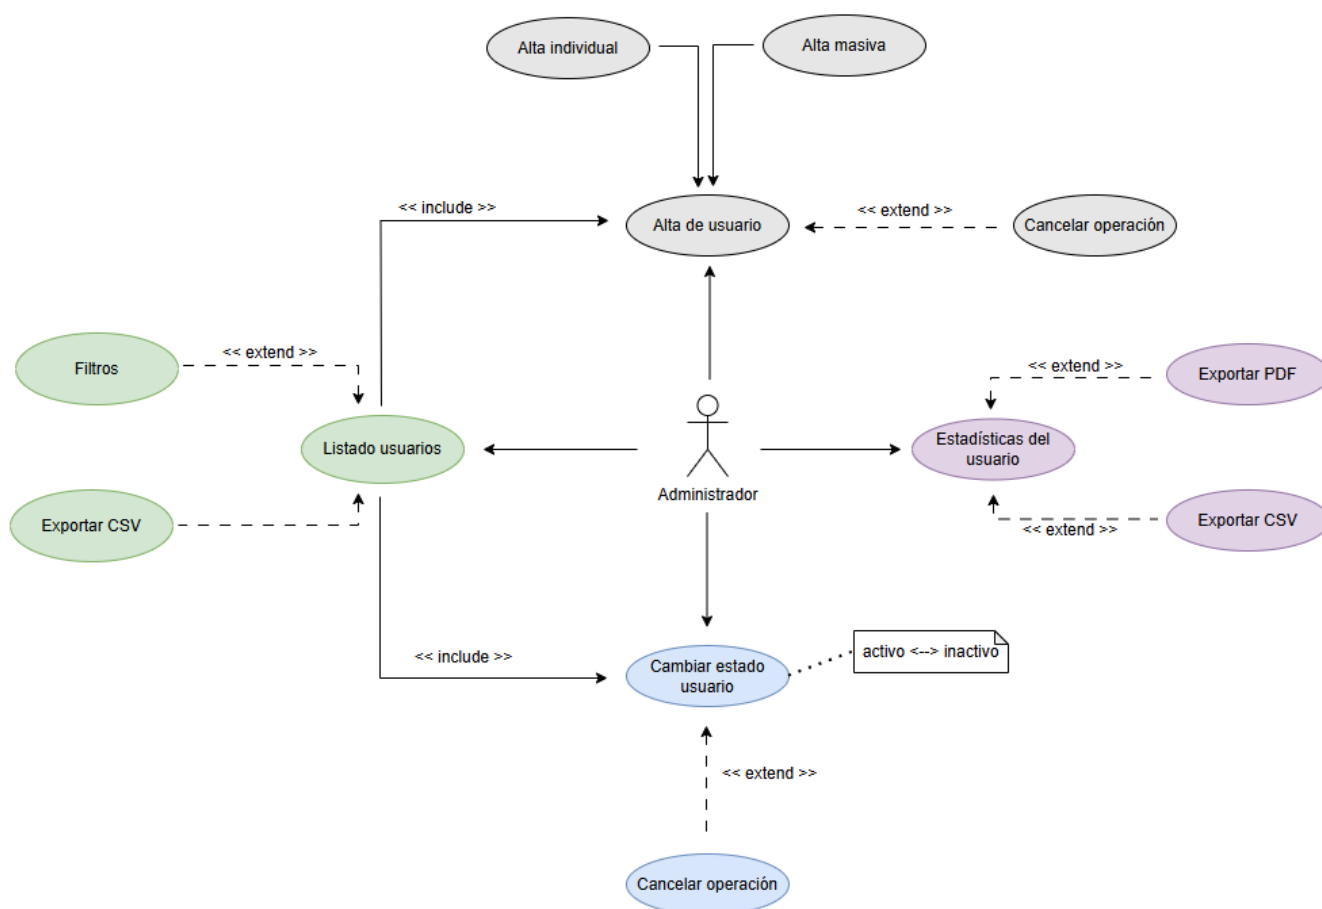 Alta individual
Alta masiva
<< include >>
Alta de usuario
<< extend >>
Cancelar operación
Filtros
<< extend >>
<< extend >>
Exportar PDF
Listado usuarios
Estadísticas del
usuario
Administrador
Exportar CSV
<< extend >>
Exportar CSV
<< include >>
Cambiar estado
usuario
activo <--> inactivo
<< extend >>
Cancelar operación